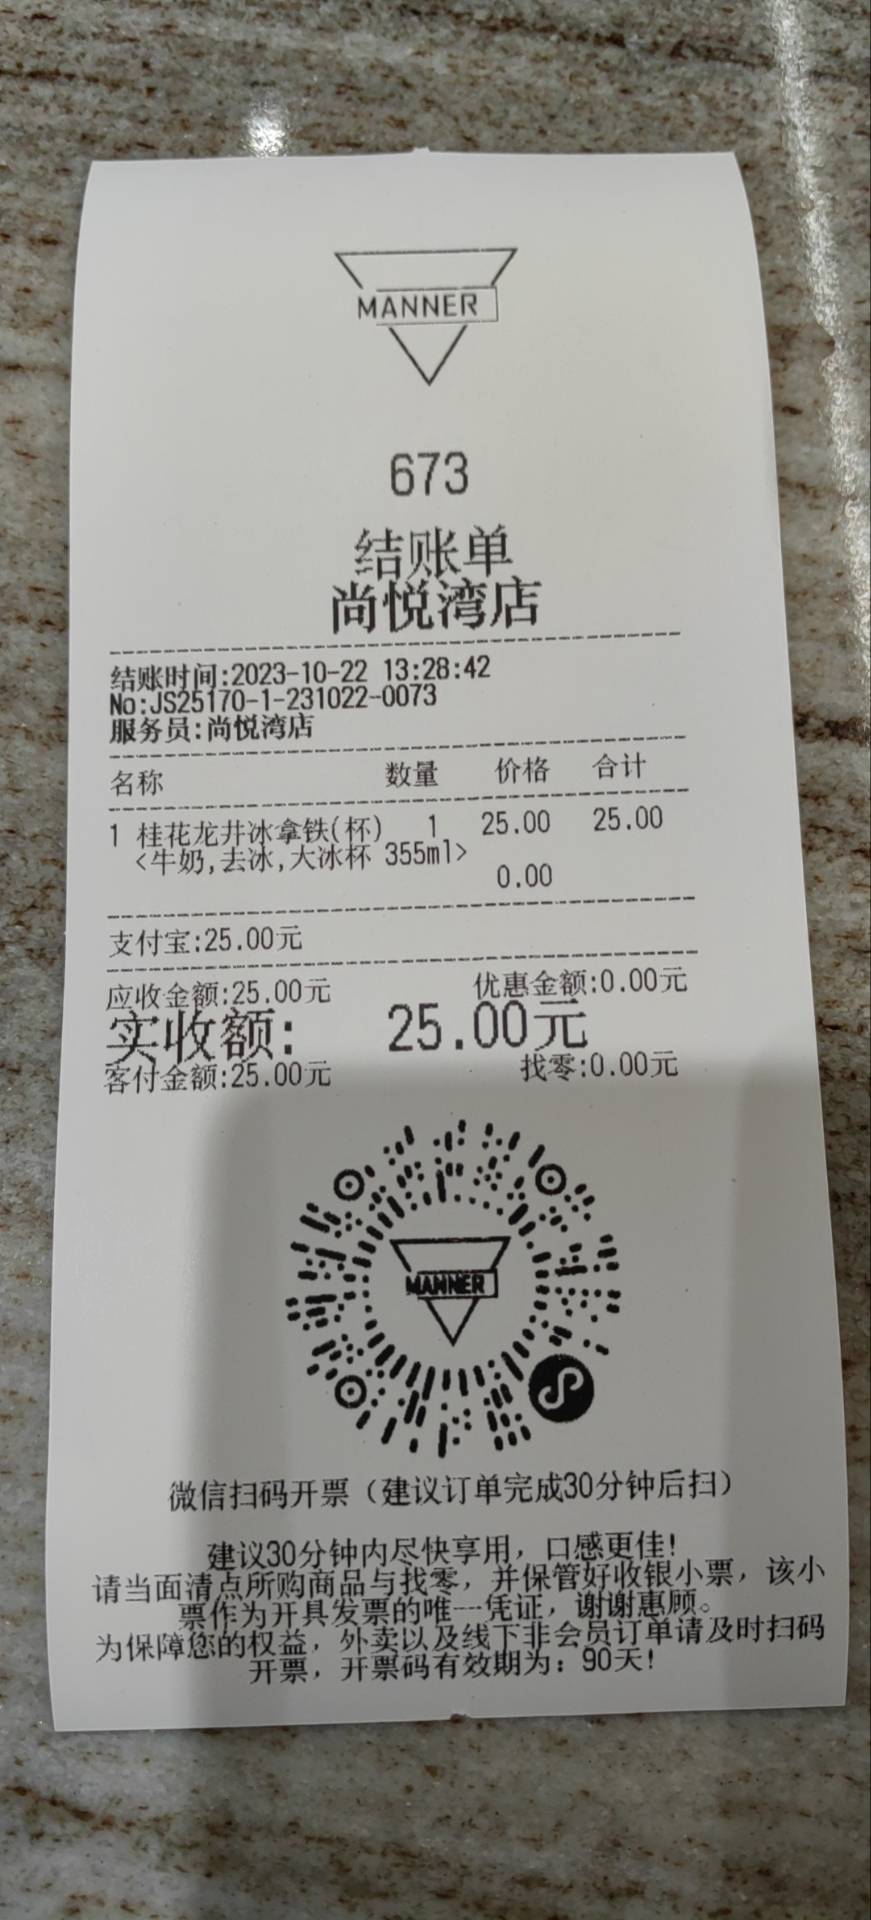 MANNER
673
结账单
尚悦湾店
结账时间:2023-10-22 13:28:42
No:JS25170-1-231022-0073
服务员:尚悦湾店
名称 数量 价格 合计
1 桂花龙井冰拿铁(杯) 1 25.00 25.00
<牛奶,去冰,大冰杯 355ml>
0.00
支付宝:25.00元
应收金额:25.00元 优惠金额:0.00元
实收额: 25.00元
客付金额:25.00元 找零:0.00元
MANNER
微信扫码开票（建议订单完成30分钟后扫）
建议30分钟内尽快享用，口感更佳!
请当面清点所购商品与找零，并保管好收银小票，该小
票作为开具发票的唯一凭证，谢谢惠顾。
为保障您的权益，外卖以及线下非会员订单请及时扫码
开票，开票码有效期为：90天!